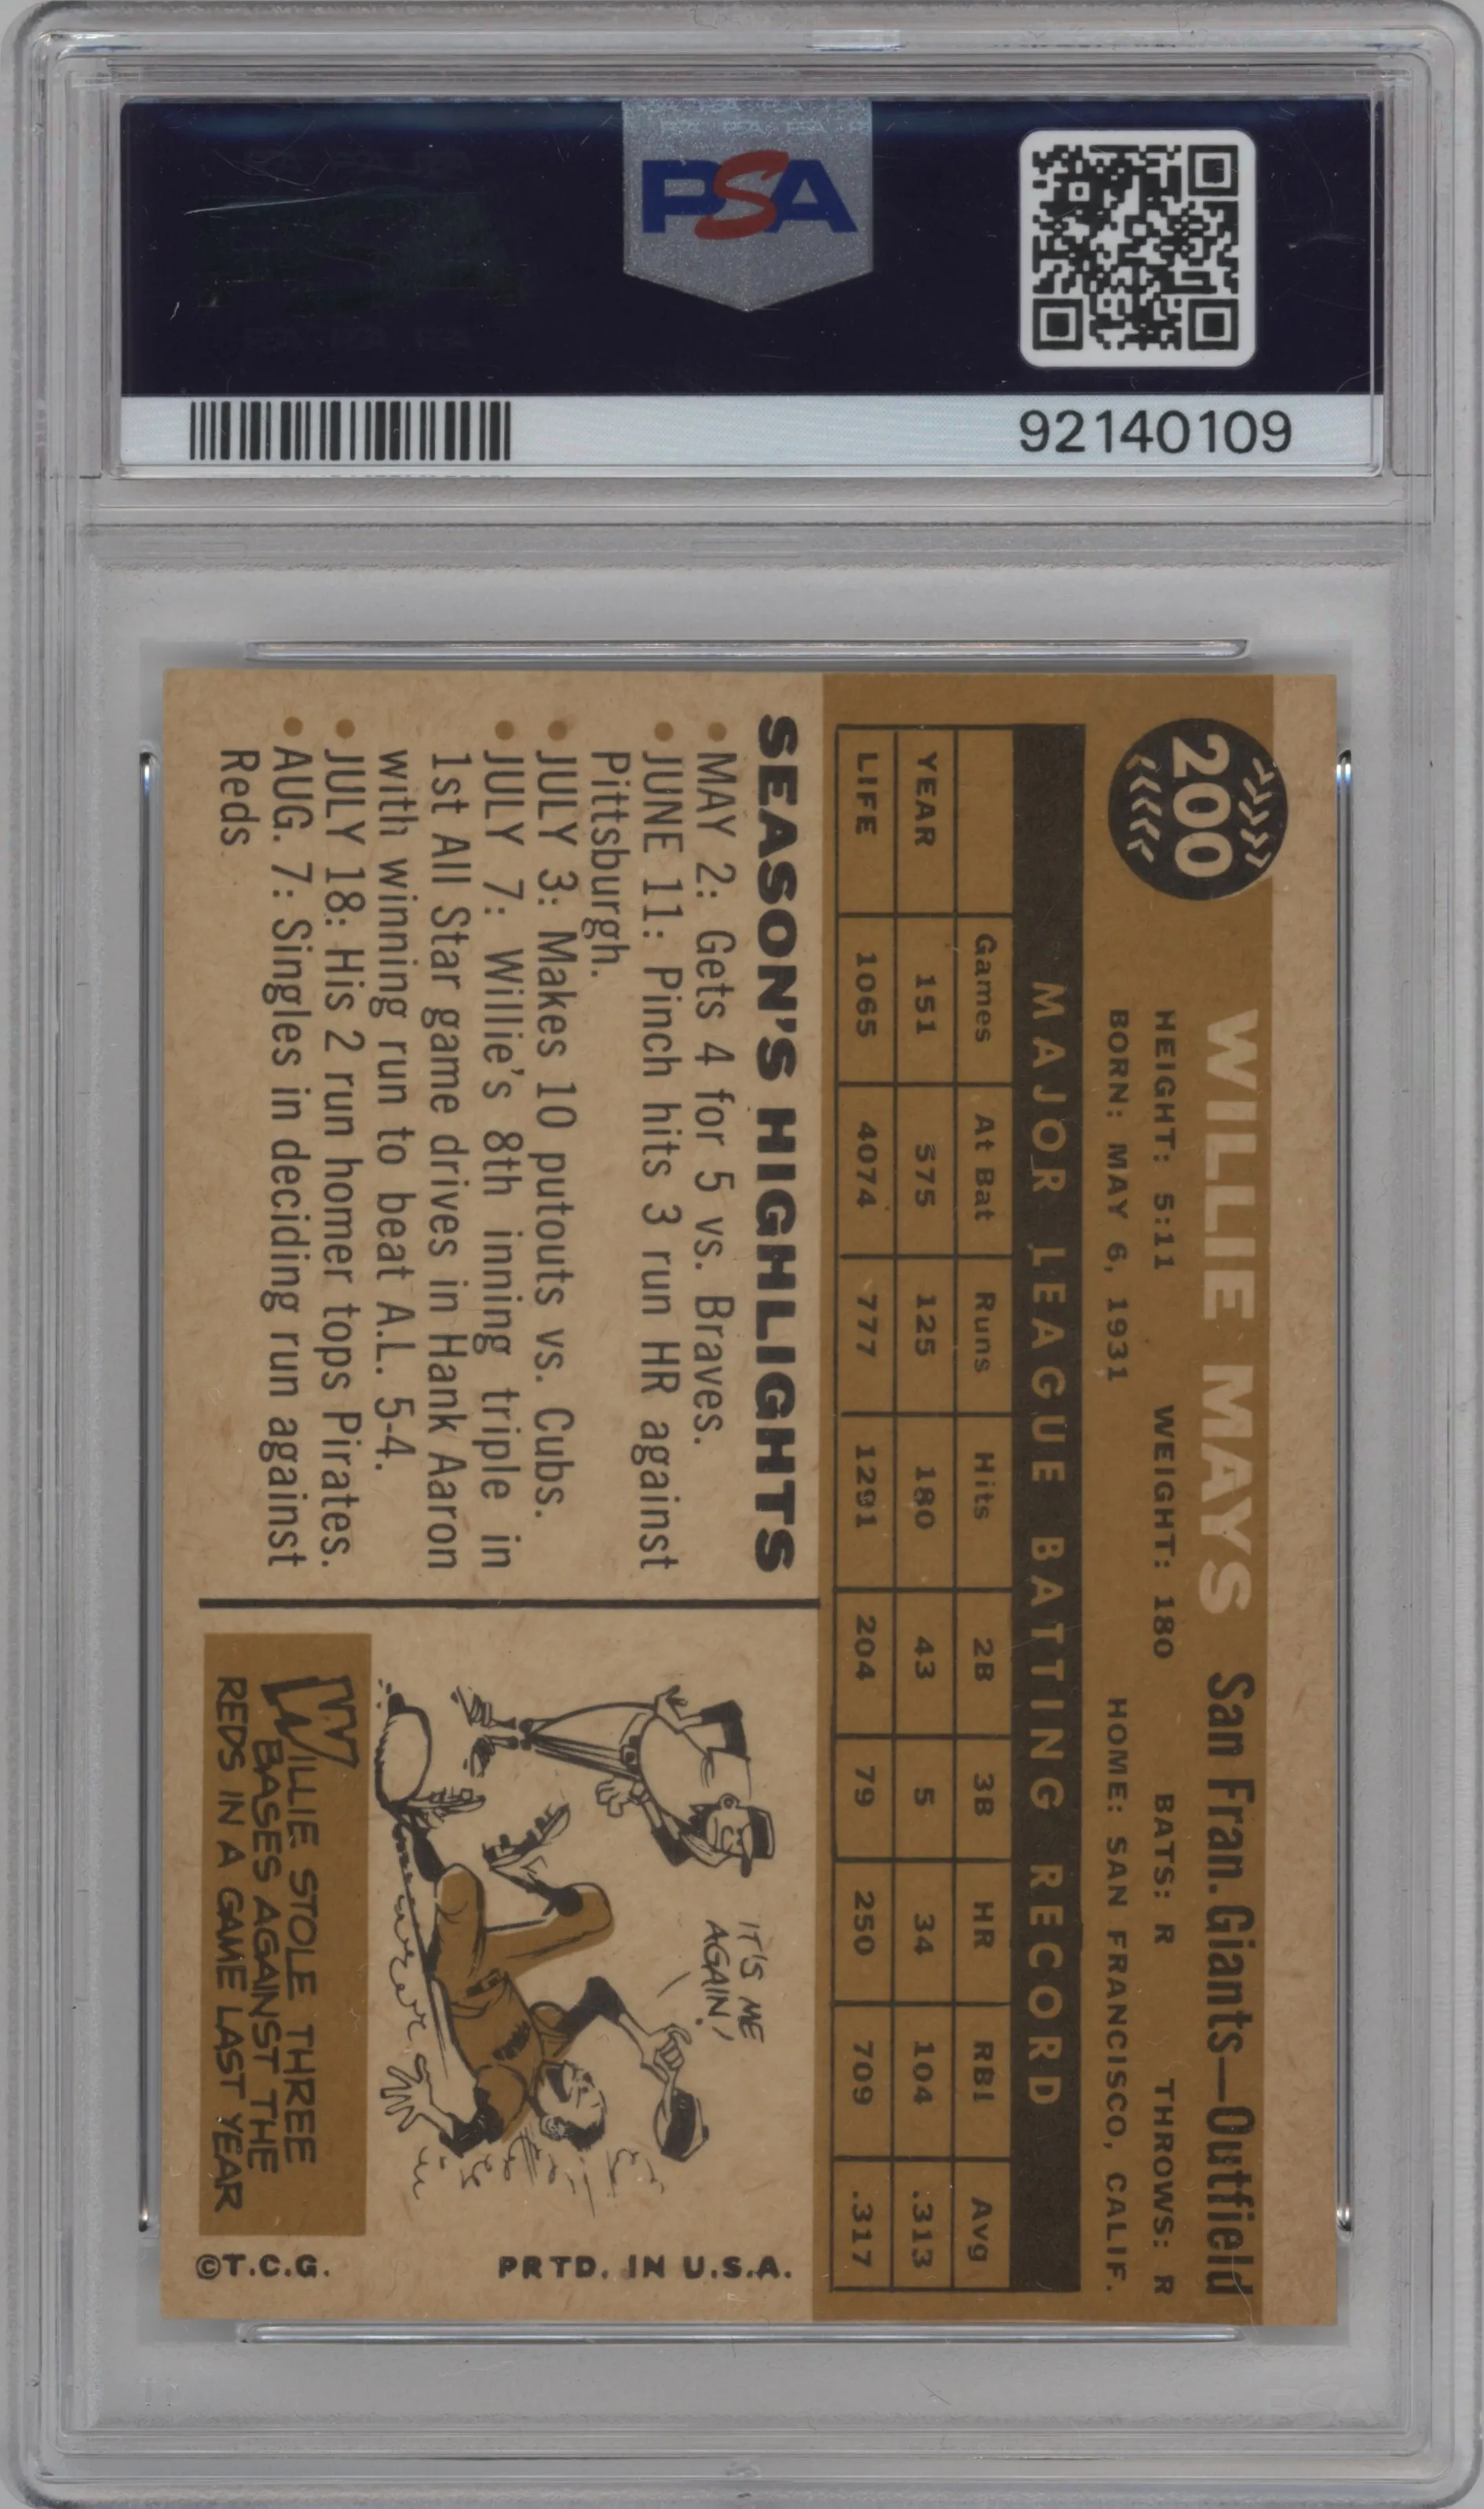 PSA
92140109
200
WILLIE MAYS San Fran. Giants—Outfield
HEIGHT: 5:11 WEIGHT: 180 BATS: R THROWS: R
BORN: MAY 6, 1931 HOME: SAN FRANCISCO, CALIF.
MAJOR LEAGUE BATTING RECORD
Games At Bat Runs Hits 2B 3B HR RBI Avg
YEAR 151 575 125 180 43 5 34 104 .313
LIFE 1065 4074 777 1291 204 79 250 709 .317
SEASON'S HIGHLIGHTS
• MAY 2: Gets 4 for 5 vs. Braves.
• JUNE 11: Pinch hits 3 run HR against
Pittsburgh.
• JULY 3: Makes 10 putouts vs. Cubs.
• JULY 7: Willie's 8th inning triple in
1st All Star game drives in Hank Aaron
with winning run to beat A.L. 5-4.
• JULY 18: His 2 run homer tops Pirates.
• AUG. 7: Singles in deciding run against
Reds
IT'S ME
AGAIN!
WILLIE STOLE THREE
BASES AGAINST THE
REDS IN A GAME LAST YEAR
©T.C.G. PRTD. IN U.S.A.